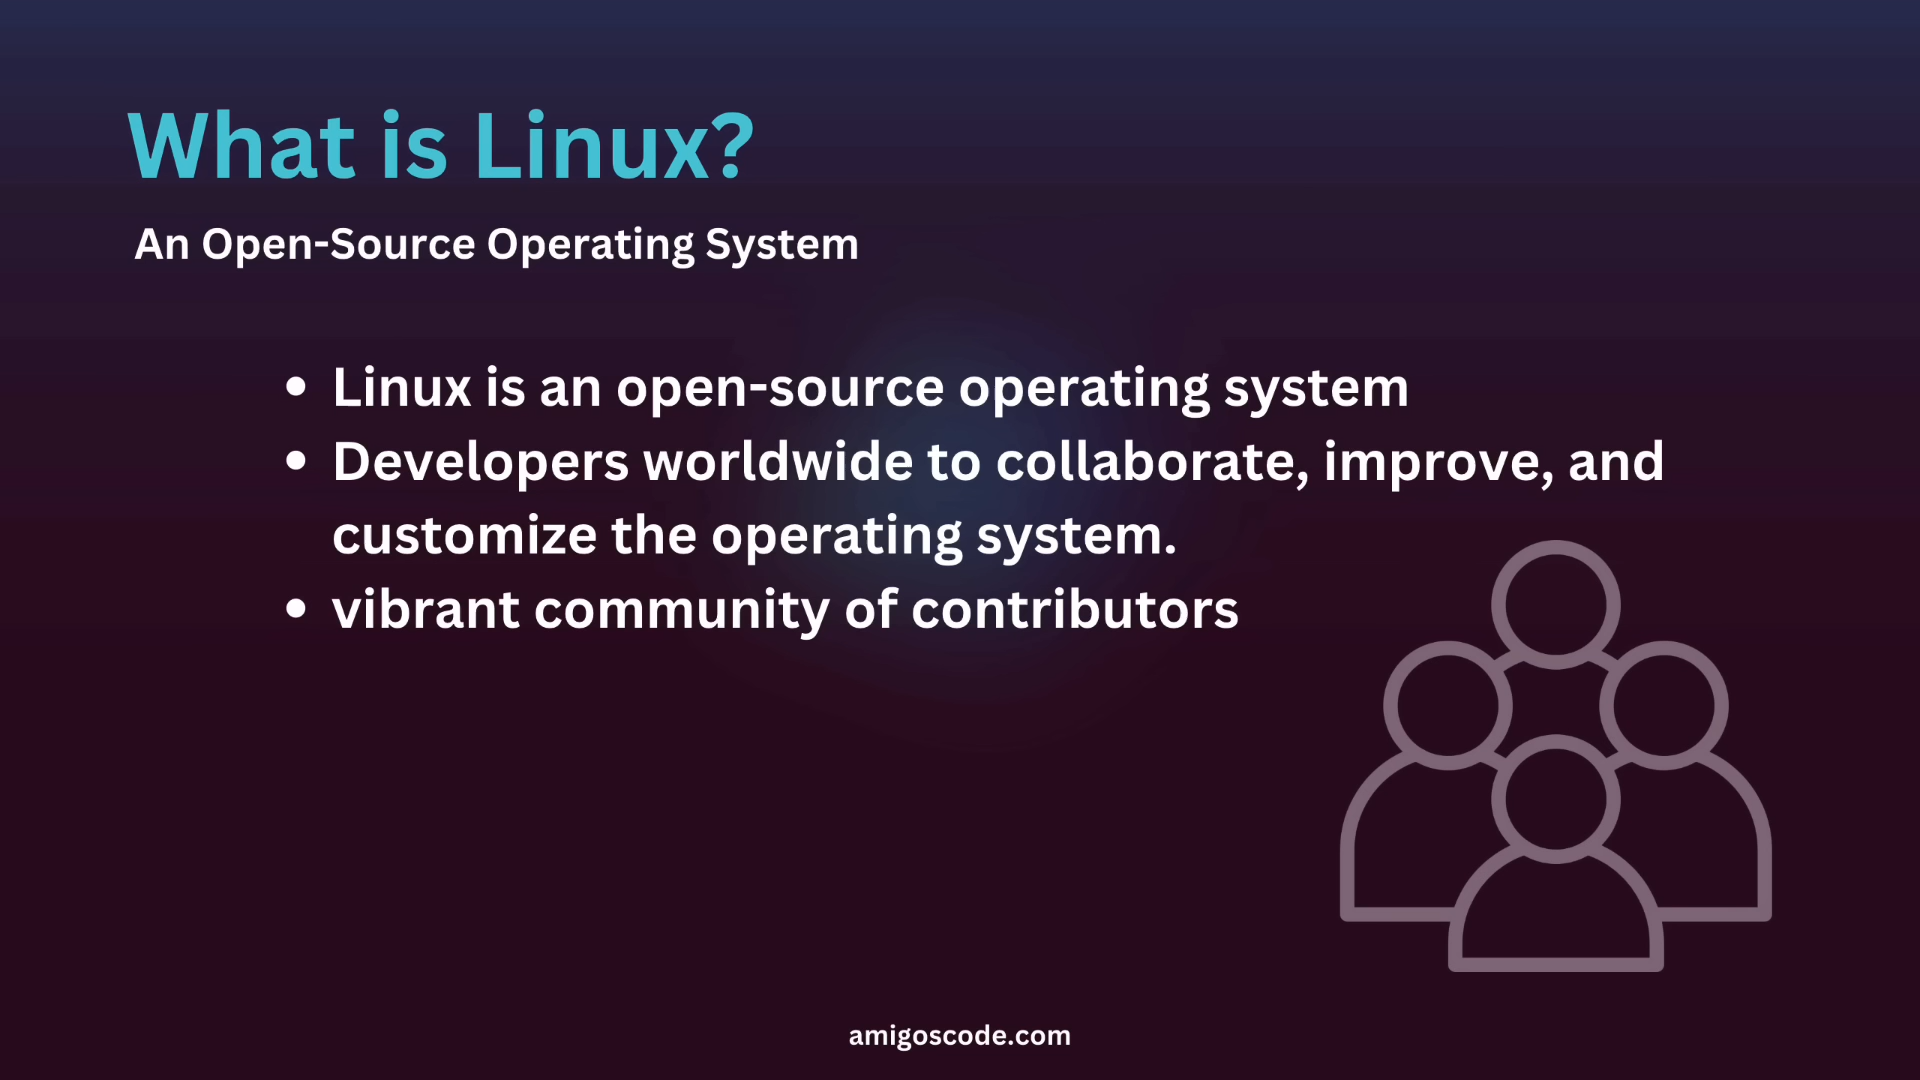 What is Linux?
An Open-Source Operating System
• Linux is an open-source operating system
• Developers worldwide to collaborate, improve, and
customize the operating system.
• vibrant community of contributors
amigoscode.com